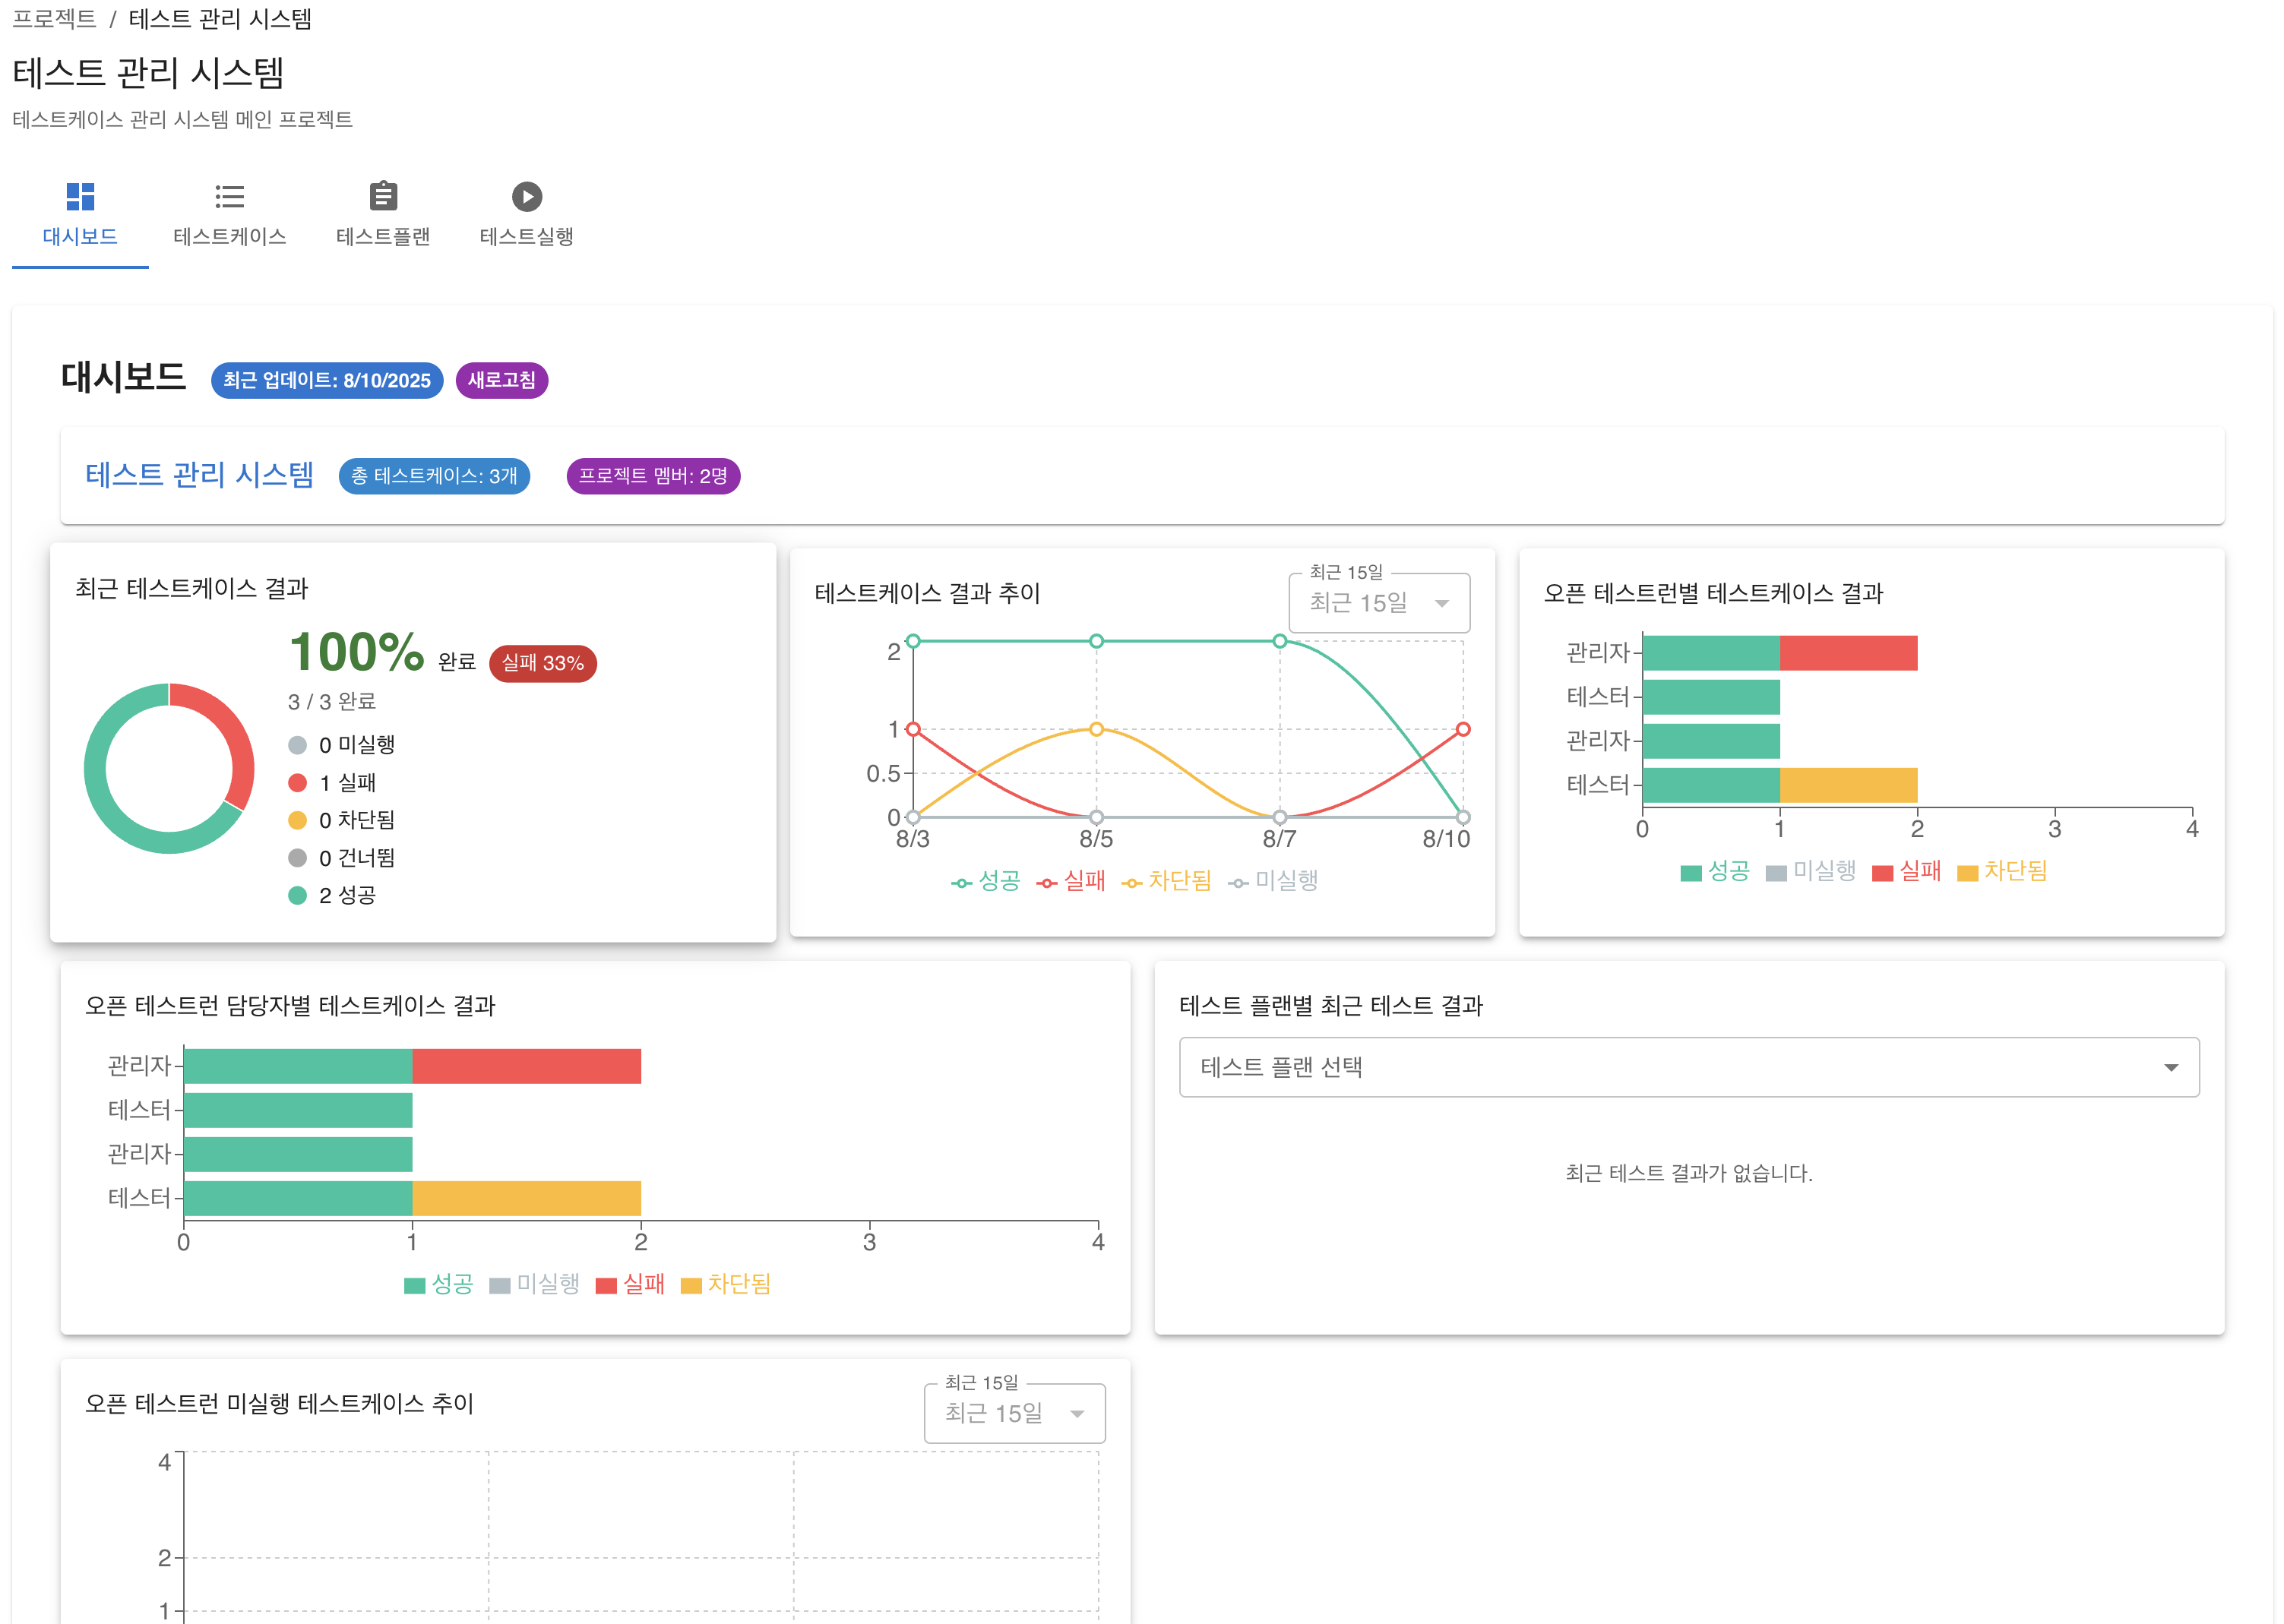 프로젝트 / 테스트 관리 시스템
테스트 관리 시스템
테스트케이스 관리 시스템 메인 프로젝트
대시보드 테스트케이스 테스트플랜 테스트실행
대시보드 최근 업데이트: 8/10/2025 새로고침
테스트 관리 시스템 총 테스트케이스: 3개 프로젝트 멤버: 2명
최근 테스트케이스 결과
100% 완료 실패 33%
3 / 3 완료
0 미실행
1 실패
0 차단됨
0 건너뜀
2 성공
테스트케이스 결과 추이
최근 15일
최근 15일
2
1
0.5
0
8/3 8/5 8/7 8/10
성공 실패 차단됨 미실행
오픈 테스트런별 테스트케이스 결과
관리자
테스터
관리자
테스터
0 1 2 3 4
성공 미실행 실패 차단됨
오픈 테스트런 담당자별 테스트케이스 결과
관리자
테스터
관리자
테스터
0 1 2 3 4
성공 미실행 실패 차단됨
테스트 플랜별 최근 테스트 결과
테스트 플랜 선택
최근 테스트 결과가 없습니다.
오픈 테스트런 미실행 테스트케이스 추이
최근 15일
최근 15일
4
2
1